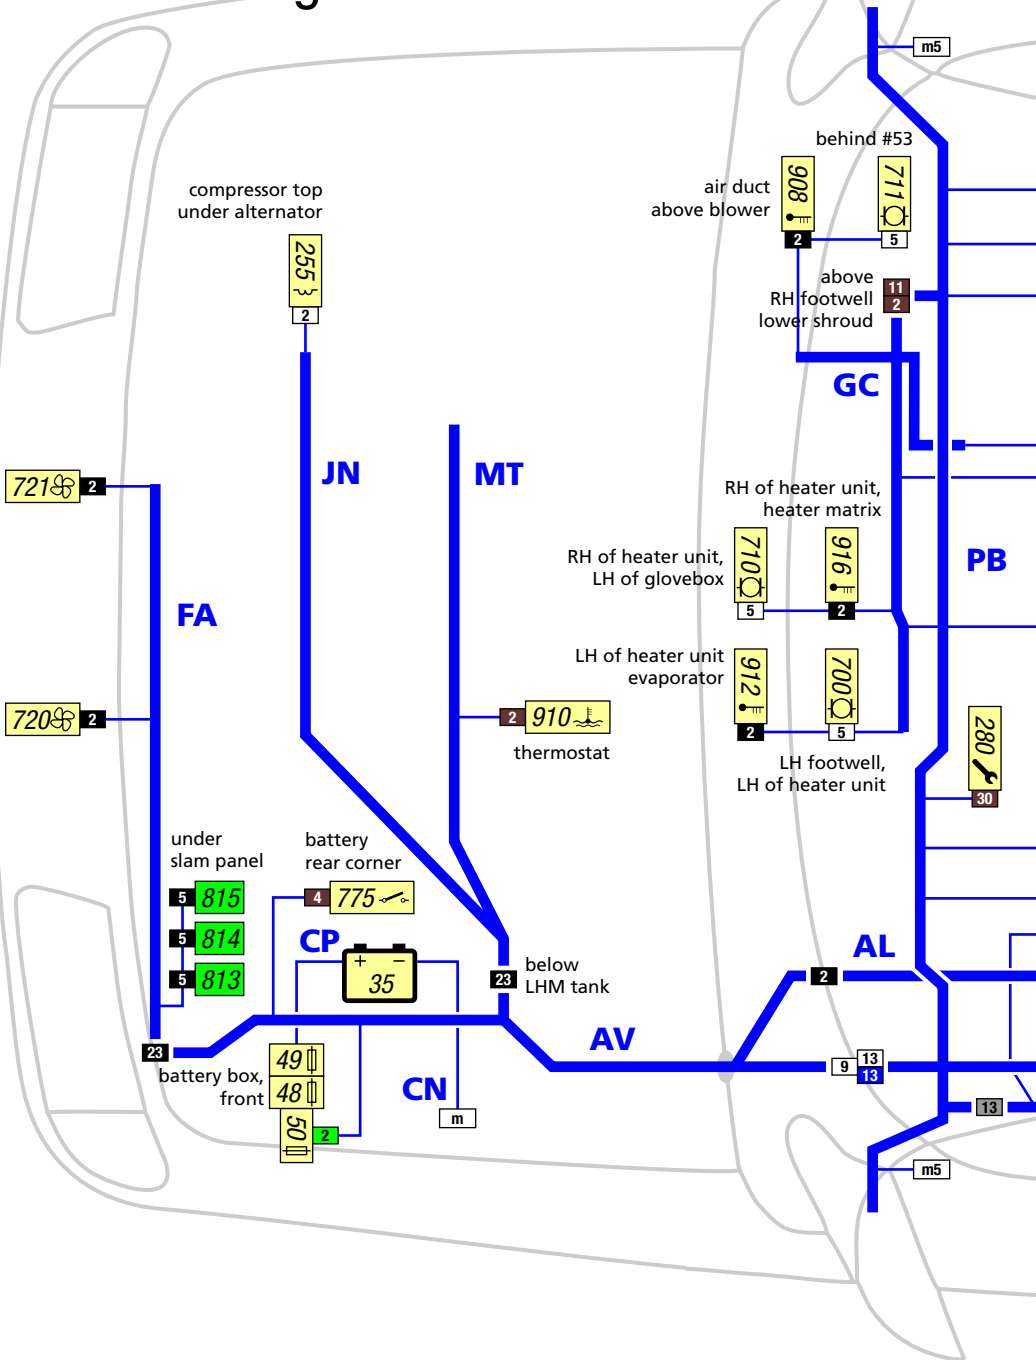 m5
behind #53
air duct
above blower
908
2
711
5
compressor top
under alternator
255
2
above
RH footwell
lower shroud
11
2
GC
JN
MT
721
2
RH of heater unit,
heater matrix
RH of heater unit,
LH of glovebox
710
5
916
2
PB
FA
LH of heater unit
evaporator
912
2
700
5
720
2
2
910
thermostat
LH footwell,
LH of heater unit
280
30
under
slam panel
battery
rear corner
5
815
4
775
5
814
CP
5
813
+ −
35
23
below
LHM tank
AL
2
AV
23
battery box,
front
49
48
50
2
CN
m
9
13
13
13
m5